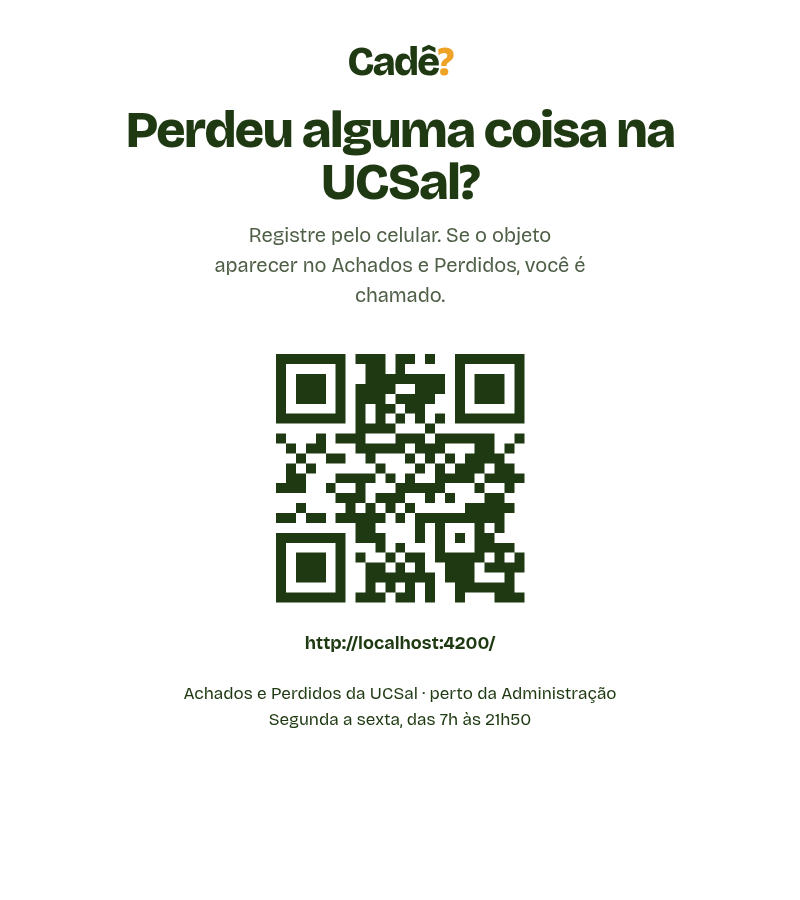 Cadê?
Perdeu alguma coisa na
UCSal?
Registre pelo celular. Se o objeto
aparecer no Achados e Perdidos, você é
chamado.
http://localhost:4200/
Achados e Perdidos da UCSal · perto da Administração
Segunda a sexta, das 7h às 21h50